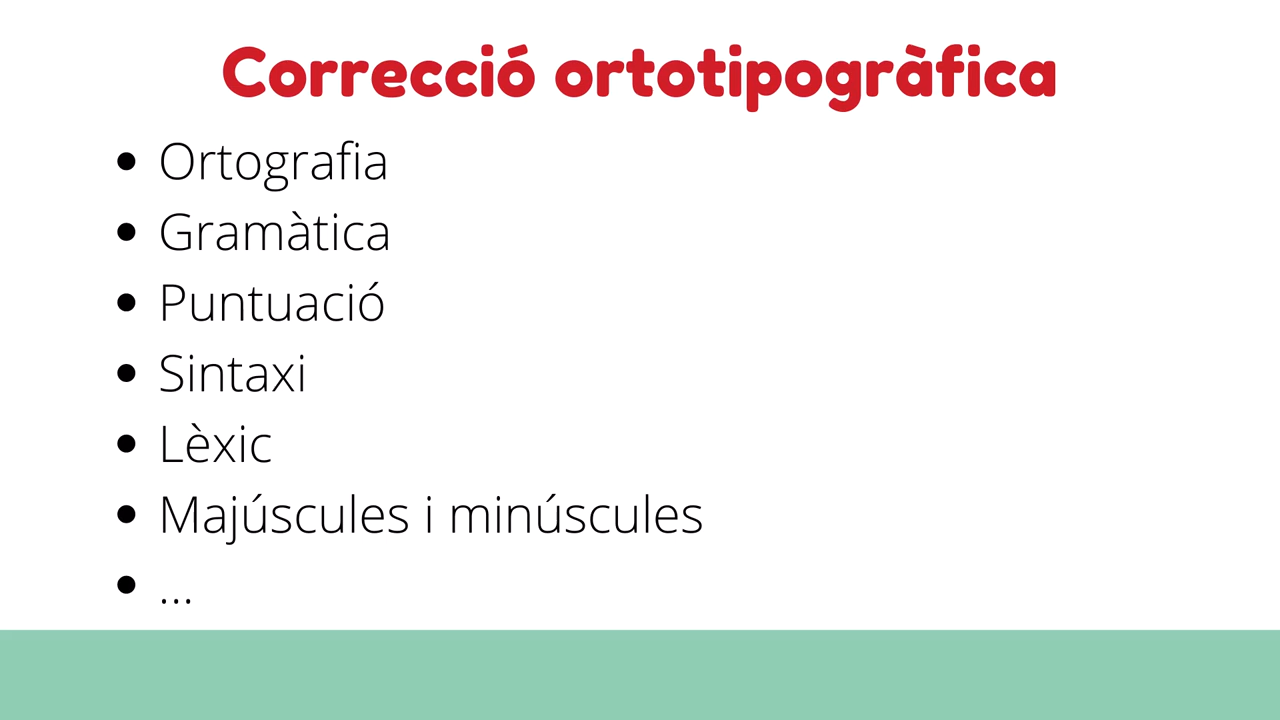 Correcció ortotipogràfica
• Ortografia
• Gramàtica
• Puntuació
• Sintaxi
• Lèxic
• Majúscules i minúscules
• ...